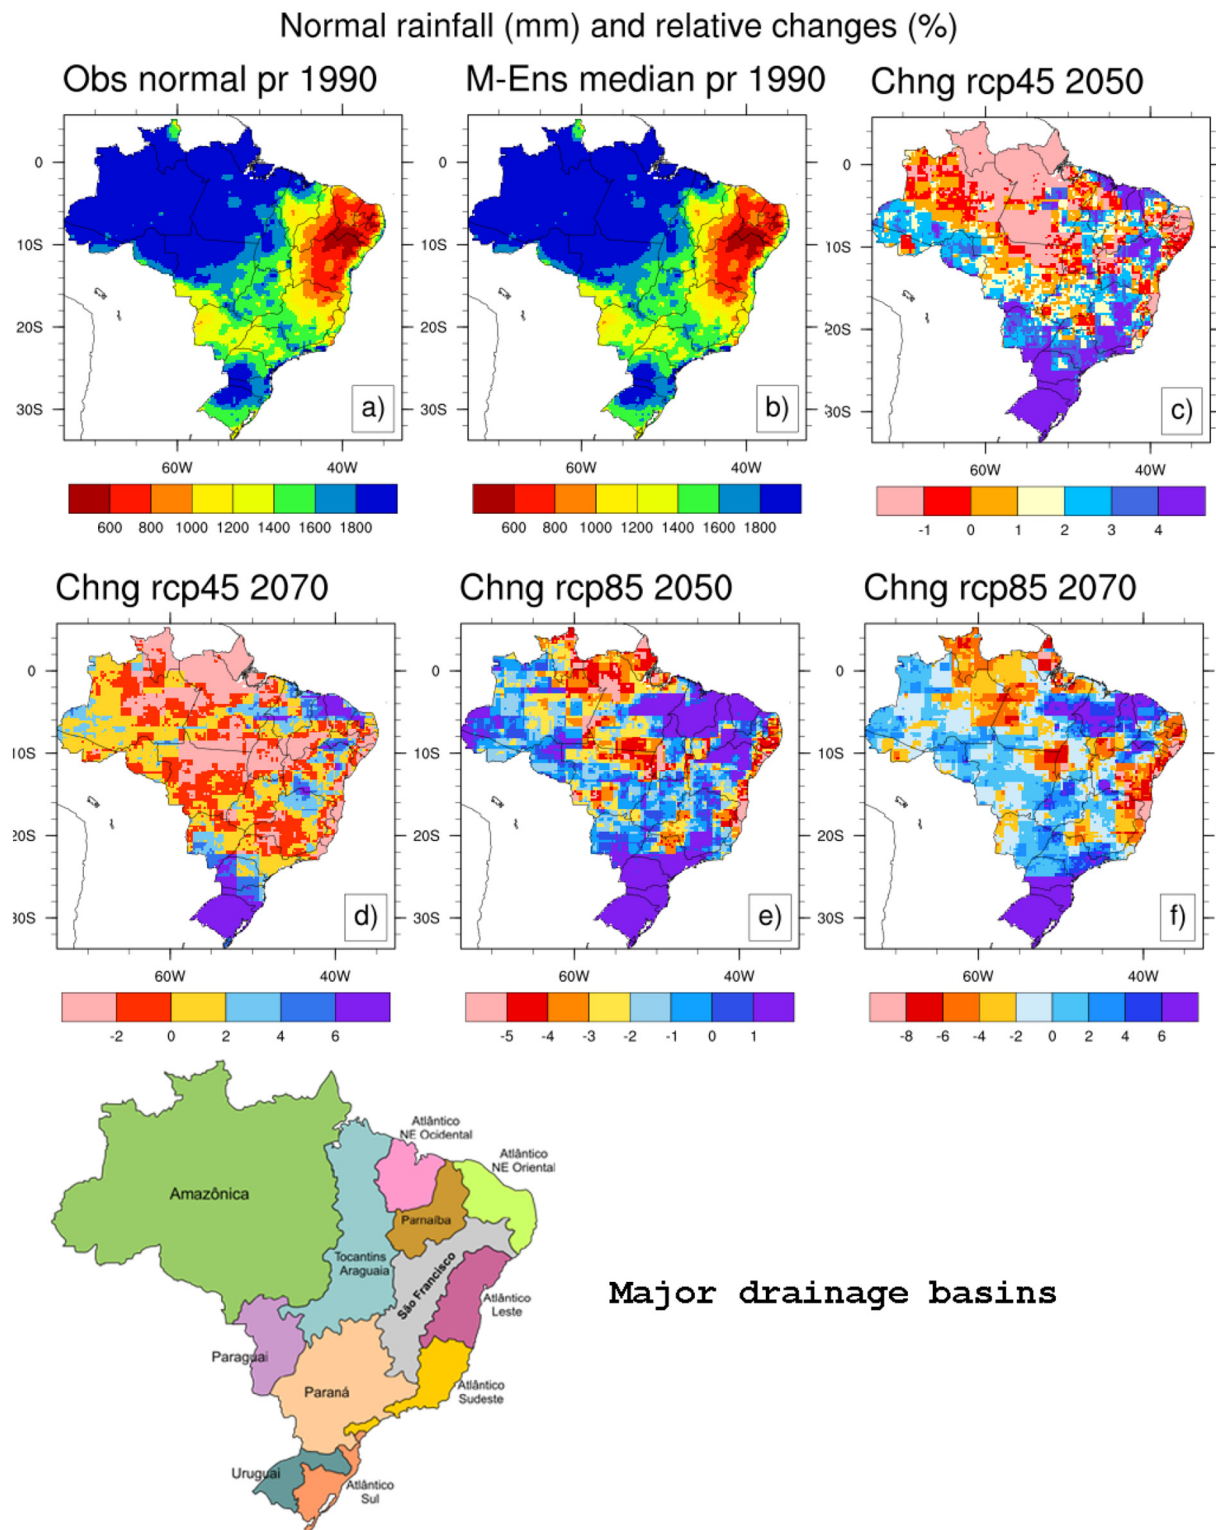 Normal rainfall (mm) and relative changes (%)
Obs normal pr 1990
M-Ens median pr 1990
Chng rcp45 2050
0
10S
20S
30S
60W
40W
a)
0
10S
20S
30S
60W
40W
b)
0
10S
20S
30S
60W
40W
c)
600 800 1000 1200 1400 1600 1800
600 800 1000 1200 1400 1600 1800
-1 0 1 2 3 4
Chng rcp45 2070
Chng rcp85 2050
Chng rcp85 2070
0
10S
20S
30S
60W
40W
d)
0
10S
20S
30S
60W
40W
e)
0
10S
20S
30S
60W
40W
f)
-2 0 2 4 6
-5 -4 -3 -2 -1 0 1
-8 -6 -4 -2 0 2 4 6
Atlântico
NE Ocidental
Atlântico
NE Oriental
Amazônica
Parnaíba
Tocantins
Araguaia
São Francisco
Atlântico
Leste
Major drainage basins
Paraguai
Paraná
Atlântico
Sudeste
Uruguai
Atlântico
Sul